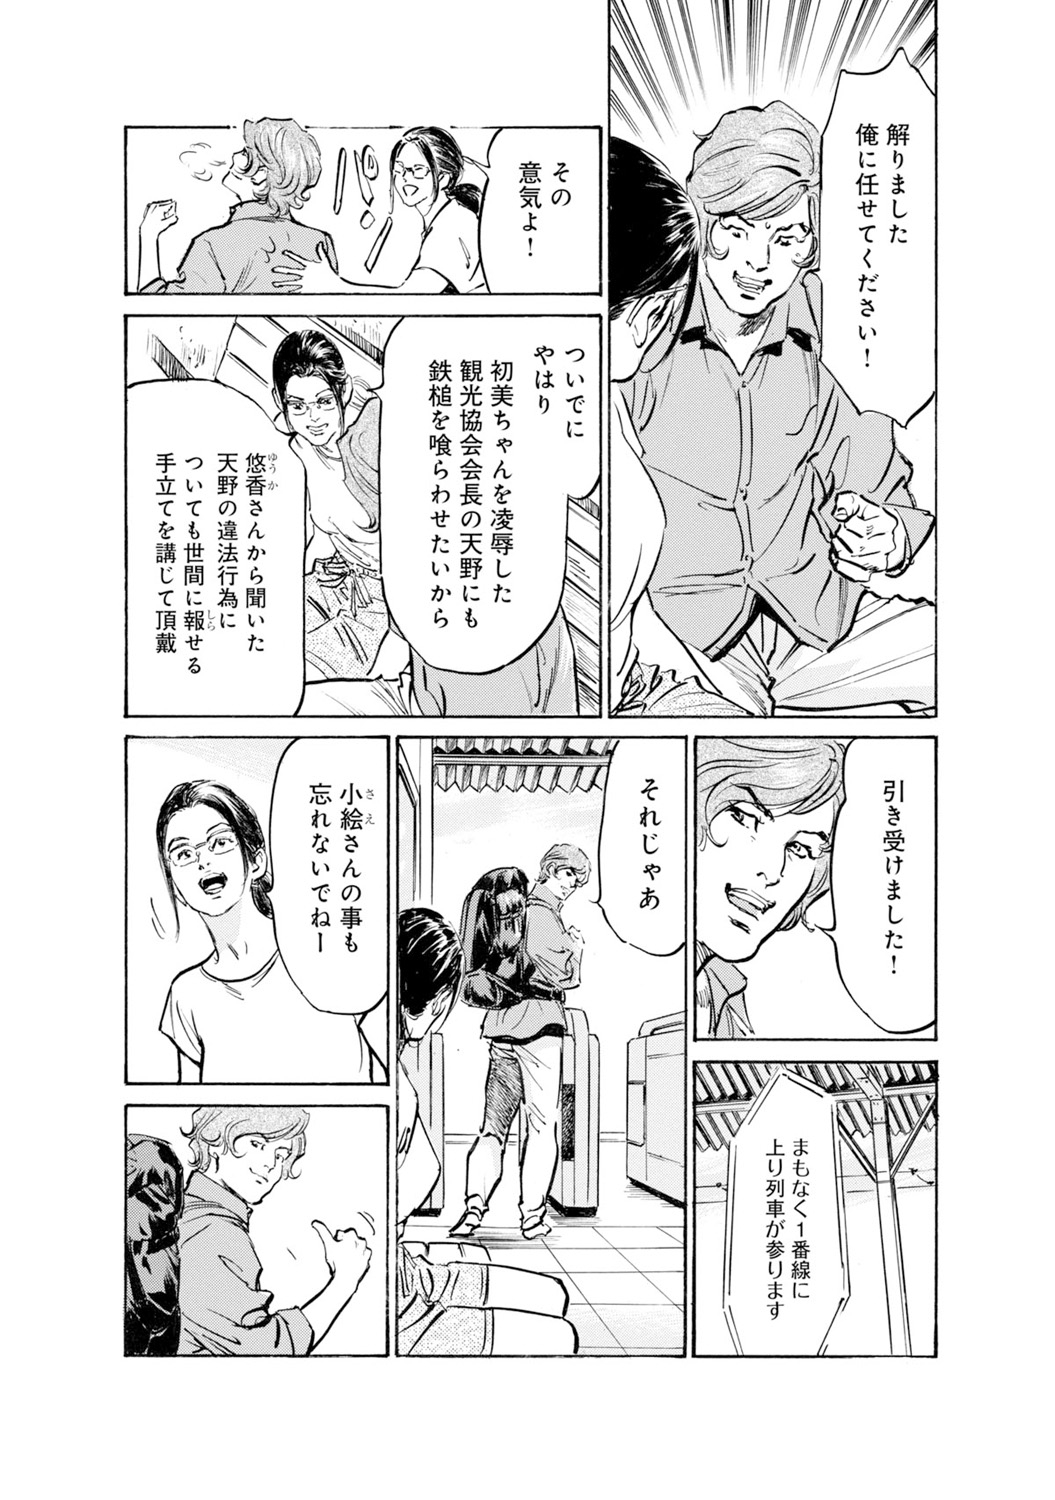 解りました
俺に任せてください！
その
意気よ！
バン！
ついでに
やはり
初美ちゃんを凌辱した
観光協会会長の天野にも
鉄槌を喰らわせたいから
悠香さんから聞いた
天野の違法行為に
ついても世間に報せる
手立てを講じて頂戴
引き受けました！
まもなく1番線に
上り列車が参ります
それじゃあ
小絵さんの事も
忘れないでねー